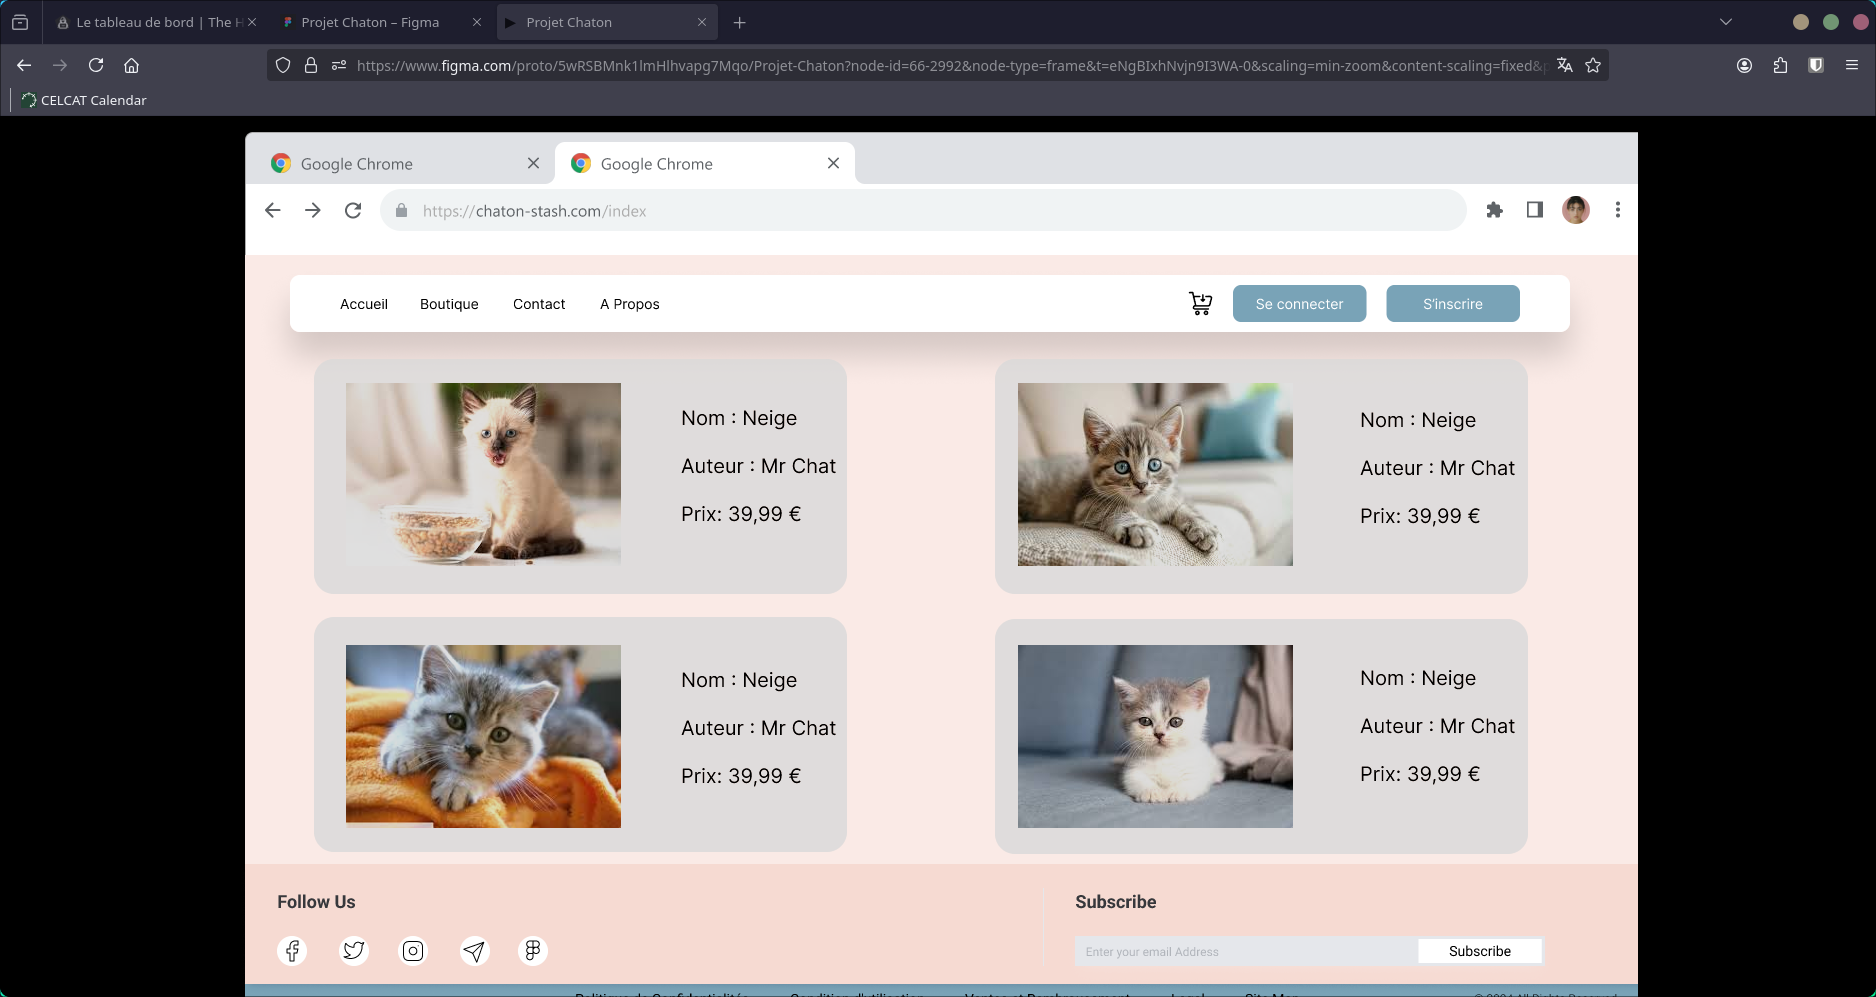 Le tableau de bord | The H
Projet Chaton – Figma
Projet Chaton
https://www.figma.com/proto/5wRSBMnk1lmHlhvapg7Mqo/Projet-Chaton?node-id=66-2992&node-type=frame&t=eNgBIxhNvjn9I3WA-0&scaling=min-zoom&content-scaling=fixed&p
CELCAT Calendar
Google Chrome
Google Chrome
https://chaton-stash.com/index
Accueil Boutique Contact A Propos Se connecter S'inscrire
Nom : Neige
Auteur : Mr Chat
Prix: 39,99 €
Nom : Neige
Auteur : Mr Chat
Prix: 39,99 €
Nom : Neige
Auteur : Mr Chat
Prix: 39,99 €
Nom : Neige
Auteur : Mr Chat
Prix: 39,99 €
Follow Us
Subscribe
Enter your email Address
Subscribe